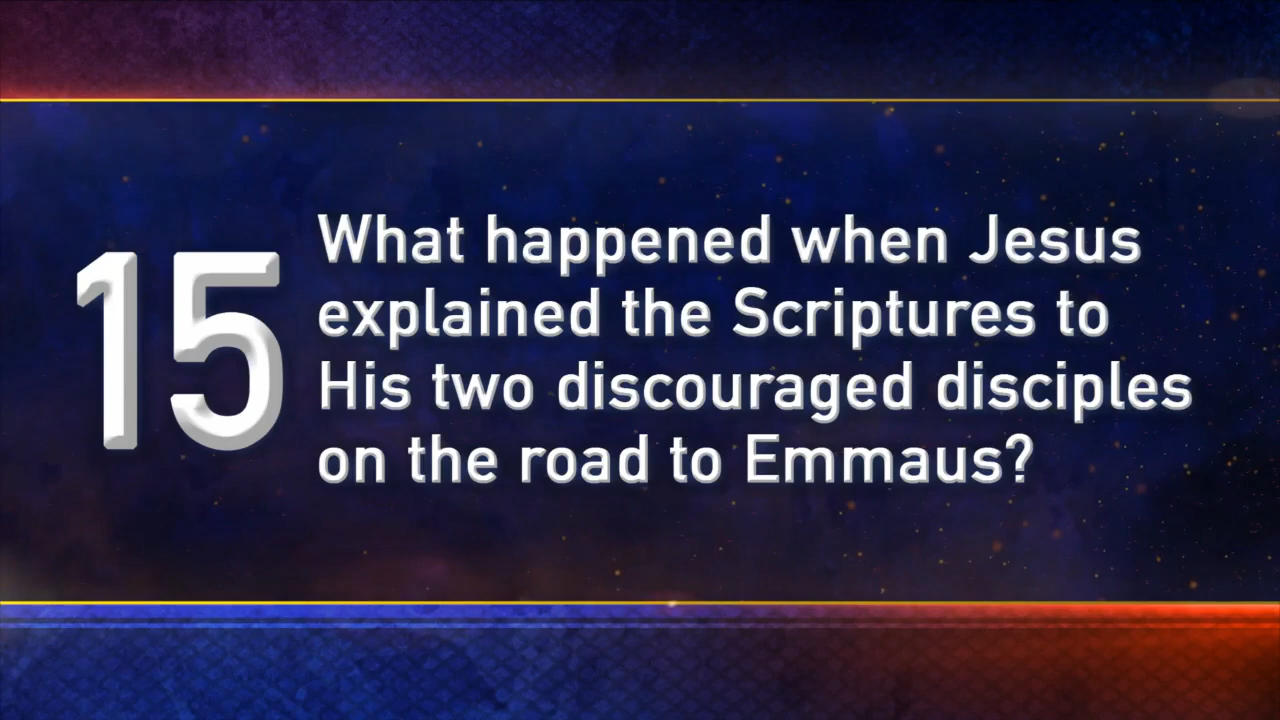 15
What happened when Jesus
explained the Scriptures to
His two discouraged disciples
on the road to Emmaus?